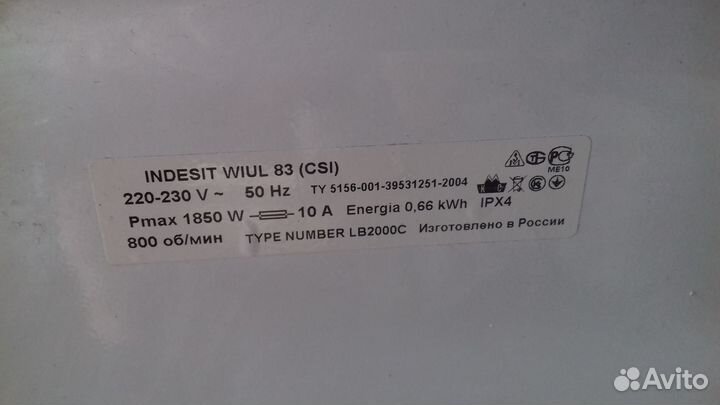 INDESIT WIUL 83 (CSI)
220-230 V ~ 50 Hz ТУ 5156-001-39531251-2004
ME10
Pmax 1850 W 10 A Energia 0,66 kWh IPX4
800 об/мин TYPE NUMBER LB2000C Изготовлено в России
Avito